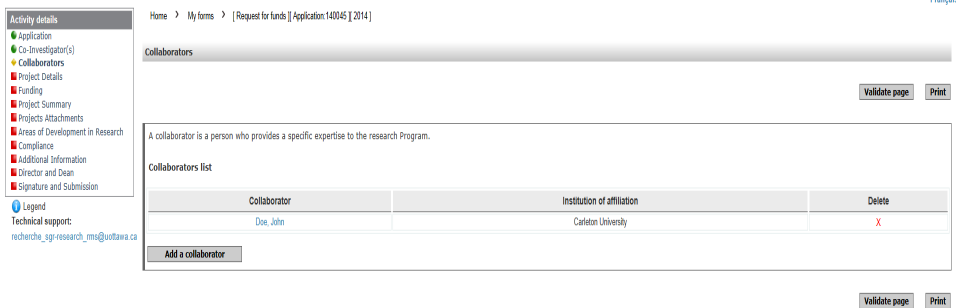 Français
Home > My forms > [ Request for funds ][ Application:140045 ][ 2014 ]
Activity details
Application
Co-Investigator(s)
Collaborators
Project Details
Funding
Project Summary
Projects Attachments
Areas of Development in Research
Compliance
Additional Information
Director and Dean
Signature and Submission
Legend
Technical support:
recherche_sgr-research_rms@uottawa.ca
Collaborators
Validate page Print
A collaborator is a person who provides a specific expertise to the research Program.
Collaborators list
Collaborator Institution of affiliation Delete
Doe, John Carleton University X
Add a collaborator
Validate page Print